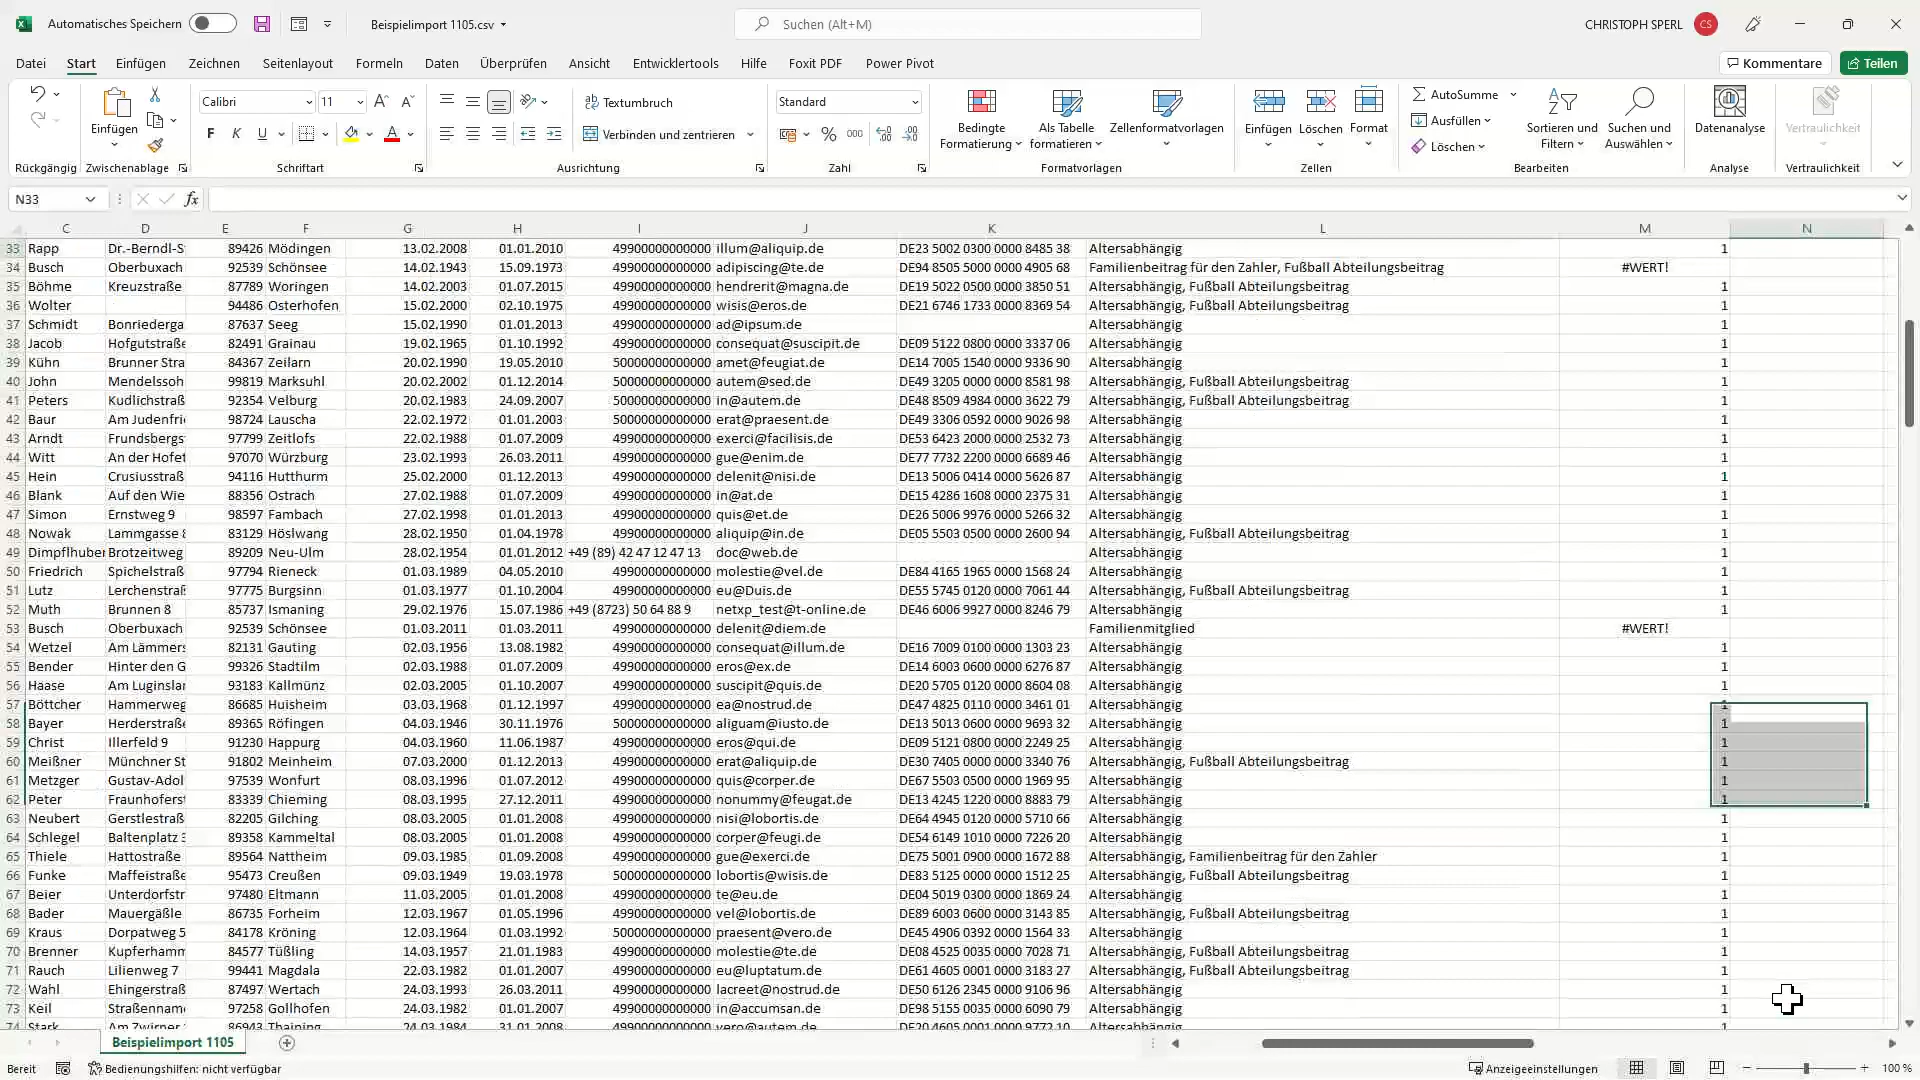 Automatisches Speichern
Beispielimport 1105.csv
Suchen (Alt+M)
CHRISTOPH SPERL CS
Datei Start Einfügen Zeichnen Seitenlayout Formeln Daten Überprüfen Ansicht Entwicklertools Hilfe Foxit PDF Power Pivot Kommentare Teilen
Calibri 11 Textumbruch Standard AutoSumme
Einfügen F K U Verbinden und zentrieren % 000
Bedingte Formatierung Als Tabelle formatieren Zellenformatvorlagen Einfügen Löschen Format Ausfüllen Löschen Sortieren und Filtern Suchen und Auswählen Datenanalyse Vertraulichkeit
Rückgängig Zwischenablage Schriftart Ausrichtung Zahl Formatvorlagen Zellen Bearbeiten Analyse Vertraulichkeit
N33 fx
C D E F G H I J K L M N
33 Rapp Dr.-Berndl-S 89426 Mödingen 13.02.2008 01.01.2010 49900000000000 illum@aliquip.de DE23 5002 0300 0000 8485 38 Altersabhängig 1
34 Busch Oberbuxach 92539 Schönsee 14.02.1943 15.09.1973 49900000000000 adipiscing@te.de DE94 8505 5000 0000 4905 68 Familienbeitrag für den Zahler, Fußball Abteilungsbeitrag #WERT!
35 Böhme Kreuzstraße 87789 Woringen 14.02.2003 01.07.2015 49900000000000 hendrerit@magna.de DE19 5022 0500 0000 3850 51 Altersabhängig, Fußball Abteilungsbeitrag 1
36 Wolter 94486 Osterhofen 15.02.2000 02.10.1975 49900000000000 wisis@eros.de DE21 6746 1733 0000 8369 54 Altersabhängig, Fußball Abteilungsbeitrag 1
37 Schmidt Bonriederga 87637 Seeg 15.02.1990 01.01.2013 49900000000000 ad@ipsum.de Altersabhängig 1
38 Jacob Hofgutstraße 82491 Grainau 19.02.1965 01.10.1992 49900000000000 consequat@suscipit.de DE09 5122 0800 0000 3337 06 Altersabhängig 1
39 Kühn Brunner Stra 84367 Zeilarn 20.02.1990 19.05.2010 50000000000000 amet@feugiat.de DE14 7005 1540 0000 9336 90 Altersabhängig 1
40 John Mendelssoh 99819 Marksuhl 20.02.2002 01.12.2014 50000000000000 autem@sed.de DE49 3205 0000 0000 8581 98 Altersabhängig, Fußball Abteilungsbeitrag 1
41 Peters Kudlichstraß 92354 Velburg 20.02.1983 24.09.2007 50000000000000 in@autem.de DE48 8509 4984 0000 3622 79 Altersabhängig, Fußball Abteilungsbeitrag 1
42 Baur Am Judenfri 98724 Lauscha 22.02.1972 01.01.2003 50000000000000 erat@praesent.de DE49 3306 0592 0000 9026 98 Altersabhängig 1
43 Arndt Frundsbergs 97799 Zeitlofs 22.02.1988 01.07.2009 49900000000000 exerci@facilisis.de DE53 6423 2000 0000 2532 73 Altersabhängig 1
44 Witt An der Hofet 97070 Würzburg 23.02.1993 26.03.2011 49900000000000 gue@enim.de DE77 7732 2200 0000 6689 46 Altersabhängig 1
45 Hein Crusiusstraß 94116 Hutthurm 25.02.2000 01.12.2013 49900000000000 delenit@nisi.de DE13 5006 0414 0000 5626 87 Altersabhängig 1
46 Blank Auf den Wie 88356 Ostrach 27.02.1988 01.07.2009 49900000000000 in@at.de DE15 4286 1608 0000 2375 31 Altersabhängig 1
47 Simon Ernstweg 9 98597 Fambach 27.02.1998 01.01.2013 49900000000000 quis@et.de DE26 5006 9976 0000 5266 32 Altersabhängig 1
48 Nowak Lammgasse 8 83129 Höslwang 28.02.1950 01.04.1978 49900000000000 aliquip@in.de DE05 5503 0500 0000 2600 94 Altersabhängig, Fußball Abteilungsbeitrag 1
49 Dimpflhuber Brotzeitweg 89209 Neu-Ulm 28.02.1954 01.01.2012 +49 (89) 42 47 12 47 13 doc@web.de Altersabhängig 1
50 Friedrich Spichelstraß 97794 Rieneck 01.03.1989 04.05.2010 49900000000000 molestie@vel.de DE84 4165 1965 0000 1568 24 Altersabhängig 1
51 Lutz Lerchenstraß 97775 Burgsinn 01.03.1977 01.10.2004 49900000000000 eu@Duis.de DE55 5745 0120 0000 7061 44 Altersabhängig, Fußball Abteilungsbeitrag 1
52 Muth Brunnen 8 85737 Ismaning 29.02.1976 15.07.1986 +49 (8723) 50 64 88 9 netxp_test@t-online.de DE46 6006 9927 0000 8246 79 Altersabhängig 1
53 Busch Oberbuxach 92539 Schönsee 01.03.2011 01.03.2011 49900000000000 delenit@diem.de Familienmitglied #WERT!
54 Wetzel Am Lämmers 82131 Gauting 02.03.1956 13.08.1982 49900000000000 consequat@illum.de DE16 7009 0100 0000 1303 23 Altersabhängig 1
55 Bender Hinter den G 99326 Stadtilm 02.03.1988 01.07.2009 49900000000000 eros@ex.de DE14 6003 0600 0000 6276 87 Altersabhängig 1
56 Haase Am Luginslar 93183 Kallmünz 02.03.2005 01.10.2007 49900000000000 suscipit@quis.de DE20 5705 0120 0000 8604 08 Altersabhängig 1
57 Böttcher Hammerweg 86685 Huisheim 03.03.1968 01.12.1997 49900000000000 ea@nostrud.de DE47 4825 0110 0000 3461 01 Altersabhängig 1
58 Bayer Herderstraße 89365 Röfingen 04.03.1946 30.11.1976 50000000000000 aliguam@iusto.de DE13 5013 0600 0000 9693 32 Altersabhängig 1
59 Christ Illerfeld 9 91230 Happurg 04.03.1960 11.06.1987 49900000000000 eros@qui.de DE09 5121 0800 0000 2249 25 Altersabhängig 1
60 Meißner Münchner St 91802 Meinheim 07.03.2000 01.12.2013 49900000000000 erat@aliquip.de DE30 7405 0000 0000 3340 76 Altersabhängig, Fußball Abteilungsbeitrag 1
61 Metzger Gustav-Adol 97539 Wonfurt 08.03.1996 01.07.2012 49900000000000 quis@corper.de DE67 5503 0500 0000 1969 95 Altersabhängig 1
62 Peter Fraunhoferst 83339 Chieming 08.03.1995 27.12.2011 49900000000000 nonummy@feugat.de DE13 4245 1220 0000 8883 79 Altersabhängig 1
63 Neubert Gerstlestraß 82205 Gilching 08.03.2005 01.01.2008 49900000000000 nisi@lobortis.de DE64 4945 0120 0000 5710 66 Altersabhängig 1
64 Schlegel Baltenplatz 3 89358 Kammeltal 08.03.2005 01.01.2008 49900000000000 corper@feugi.de DE54 6149 1010 0000 7226 20 Altersabhängig 1
65 Thiele Hattostraße 89564 Nattheim 09.03.1985 01.09.2008 49900000000000 gue@exerci.de DE75 5001 0900 0000 1672 88 Altersabhängig, Familienbeitrag für den Zahler 1
66 Funke Maffeistraße 95473 Creußen 09.03.1949 19.03.1978 50000000000000 lobortis@wisis.de DE83 5125 0000 0000 1512 25 Altersabhängig, Fußball Abteilungsbeitrag 1
67 Beier Unterdorfstr 97480 Eltmann 11.03.2005 01.01.2008 49900000000000 te@eu.de DE04 5019 0300 0000 1869 24 Altersabhängig 1
68 Bader Mauergäßle 86735 Forheim 12.03.1967 01.05.1996 49900000000000 vel@lobortis.de DE89 6003 0600 0000 3143 85 Altersabhängig, Fußball Abteilungsbeitrag 1
69 Kraus Dorpatweg 5 84178 Kröning 12.03.1964 01.03.1992 50000000000000 praesent@vero.de DE45 4906 0392 0000 1564 33 Altersabhängig 1
70 Brenner Kupferhamm 84577 Tüßling 14.03.1957 21.01.1983 49900000000000 molestie@te.de DE08 4525 0035 0000 7028 71 Altersabhängig, Fußball Abteilungsbeitrag 1
71 Rauch Lilienweg 7 99441 Magdala 22.03.1982 01.01.2007 49900000000000 eu@luptatum.de DE61 4605 0001 0000 3183 27 Altersabhängig, Fußball Abteilungsbeitrag 1
72 Wahl Ehingerstraß 87497 Wertach 24.03.1993 26.03.2011 49900000000000 lacreet@nostrud.de DE50 6126 2345 0000 9106 96 Altersabhängig 1
73 Keil Straßenname 97258 Gollhofen 24.03.1982 01.01.2007 49900000000000 in@accumsan.de DE98 5155 0035 0000 6090 79 Altersabhängig 1
74 Stark Am Zwirner 86943 Thaining 24.03.1984 31.01.2008 49900000000000 vero@autem.de DE20 4605 0001 0000 9772 10 Altersabhängig 1
Beispielimport 1105
Bereit Bedienungshilfen: nicht verfügbar Anzeigeeinstellungen 100 %